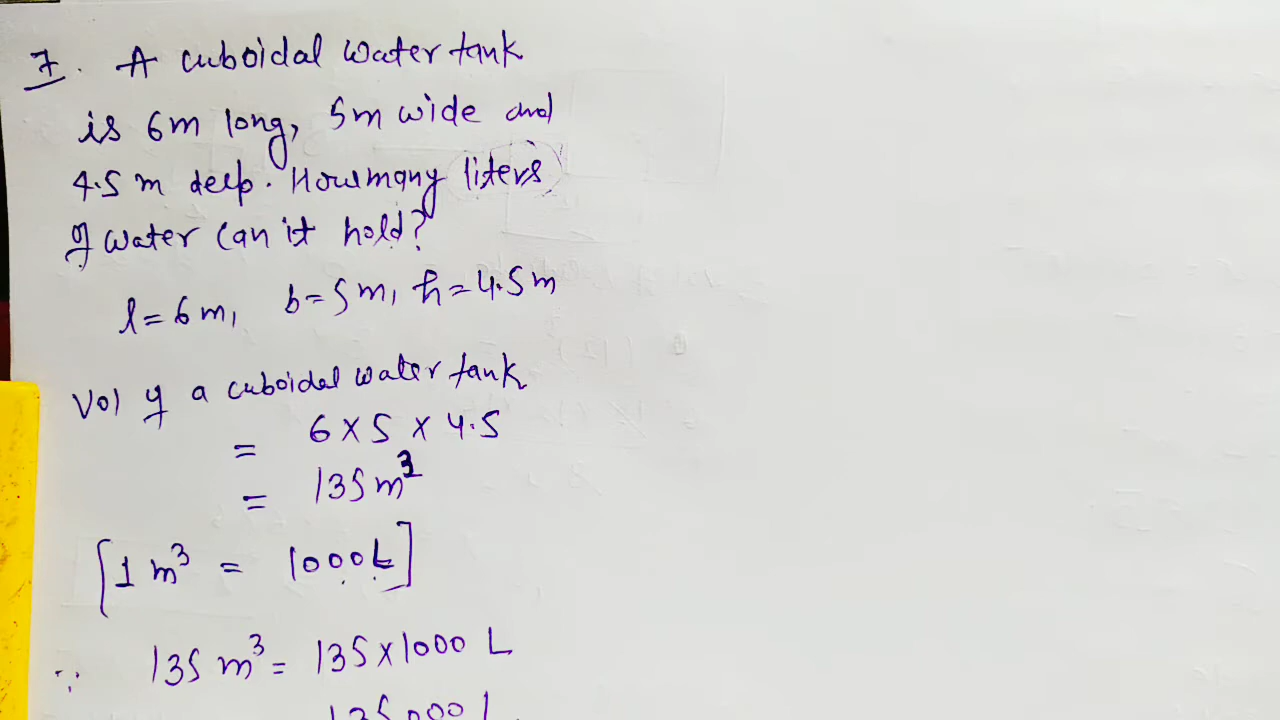 7. A cuboidal water tank
is 6m long, 5m wide and
4.5 m deep. How many liters
of water can it hold?
l = 6 m, b = 5 m, h = 4.5 m
Vol of a cuboidal water tank
= 6 × 5 × 4.5
= 135 m³
[1 m³ = 1000 L]
∵ 135 m³ = 135 × 1000 L
135000 L